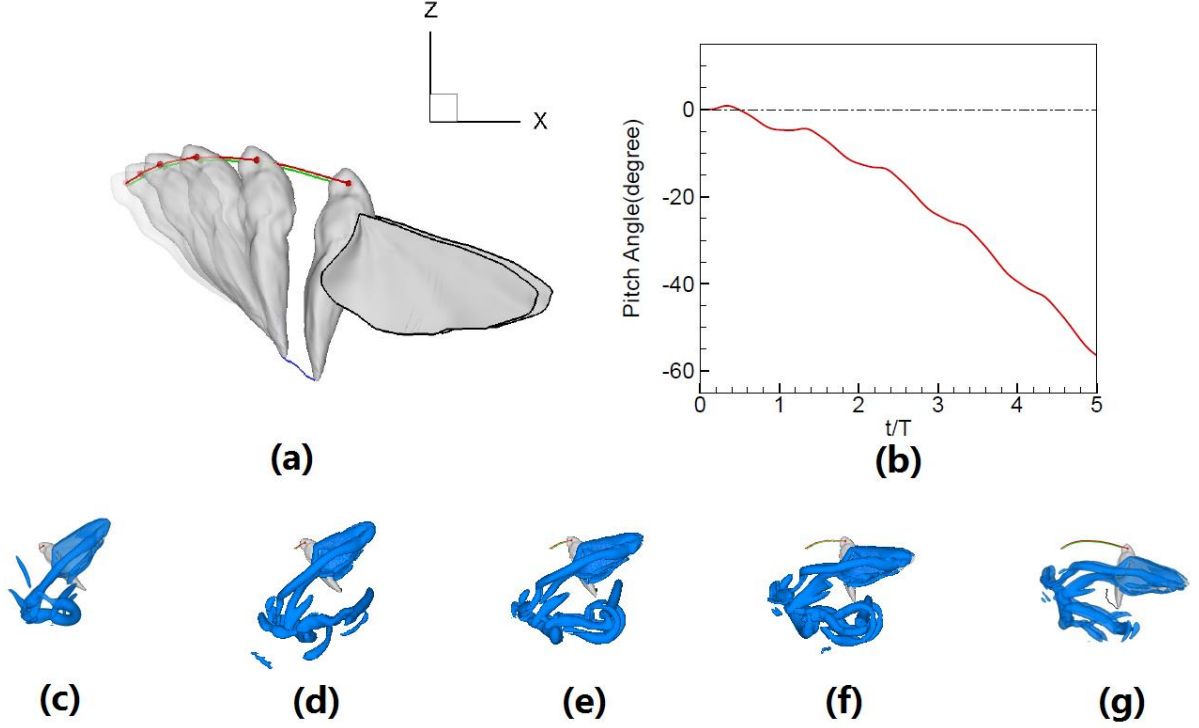 Z
X
(a)
Pitch Angle(degree)
0
-20
-40
-60
0 1 2 3 4 5
t/T
(b)
(c) (d) (e) (f) (g)